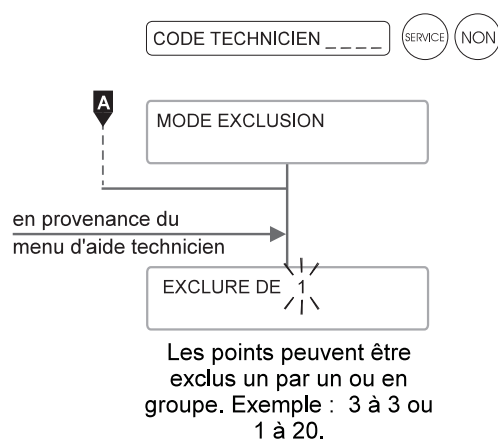 CODE TECHNICIEN _ _ _ _
SERVICE
NON
A
MODE EXCLUSION
en provenance du
menu d'aide technicien
EXCLURE DE 1
Les points peuvent être
exclus un par un ou en
groupe. Exemple : 3 à 3 ou
1 à 20.